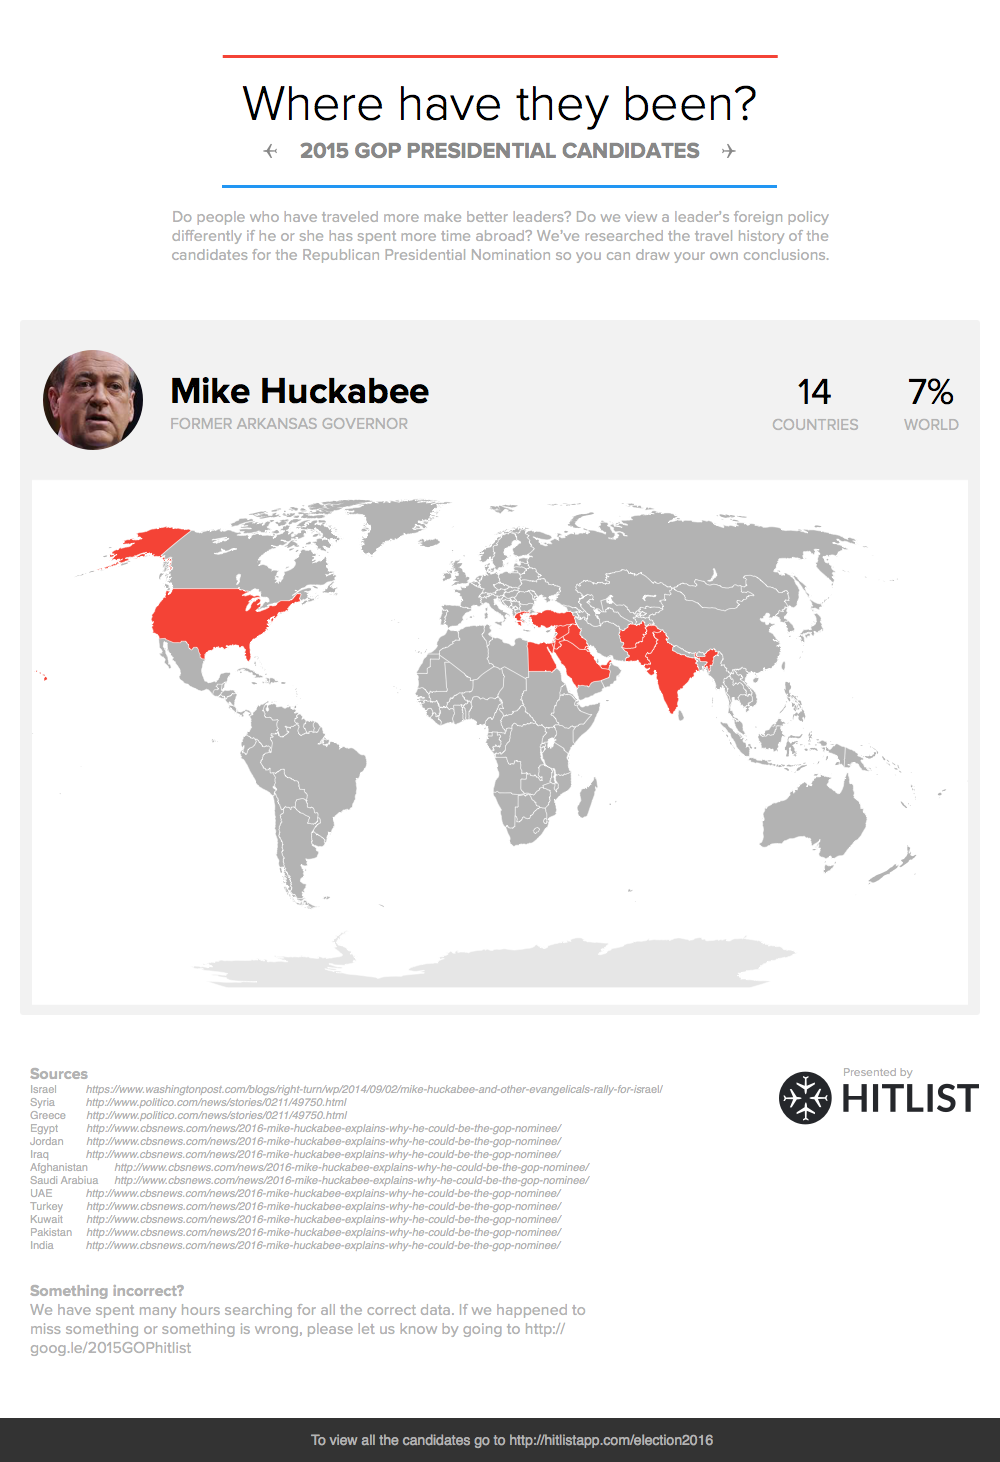 Where have they been?
2015 GOP PRESIDENTIAL CANDIDATES
Do people who have traveled more make better leaders? Do we view a leader's foreign policy
differently if he or she has spent more time abroad? We've researched the travel history of the
candidates for the Republican Presidential Nomination so you can draw your own conclusions.
Mike Huckabee
FORMER ARKANSAS GOVERNOR
14
COUNTRIES
7%
WORLD
Sources
Israel https://www.washingtonpost.com/blogs/right-turn/wp/2014/09/02/mike-huckabee-and-other-evangelicals-rally-for-israel/
Syria http://www.politico.com/news/stories/0211/49750.html
Greece http://www.politico.com/news/stories/0211/49750.html
Egypt http://www.cbsnews.com/news/2016-mike-huckabee-explains-why-he-could-be-the-gop-nominee/
Jordan http://www.cbsnews.com/news/2016-mike-huckabee-explains-why-he-could-be-the-gop-nominee/
Iraq http://www.cbsnews.com/news/2016-mike-huckabee-explains-why-he-could-be-the-gop-nominee/
Afghanistan http://www.cbsnews.com/news/2016-mike-huckabee-explains-why-he-could-be-the-gop-nominee/
Saudi Arabiua http://www.cbsnews.com/news/2016-mike-huckabee-explains-why-he-could-be-the-gop-nominee/
UAE http://www.cbsnews.com/news/2016-mike-huckabee-explains-why-he-could-be-the-gop-nominee/
Turkey http://www.cbsnews.com/news/2016-mike-huckabee-explains-why-he-could-be-the-gop-nominee/
Kuwait http://www.cbsnews.com/news/2016-mike-huckabee-explains-why-he-could-be-the-gop-nominee/
Pakistan http://www.cbsnews.com/news/2016-mike-huckabee-explains-why-he-could-be-the-gop-nominee/
India http://www.cbsnews.com/news/2016-mike-huckabee-explains-why-he-could-be-the-gop-nominee/
Presented by
HITLIST
Something incorrect?
We have spent many hours searching for all the correct data. If we happened to
miss something or something is wrong, please let us know by going to http://
goog.le/2015GOPhitlist
To view all the candidates go to http://hitlistapp.com/election2016